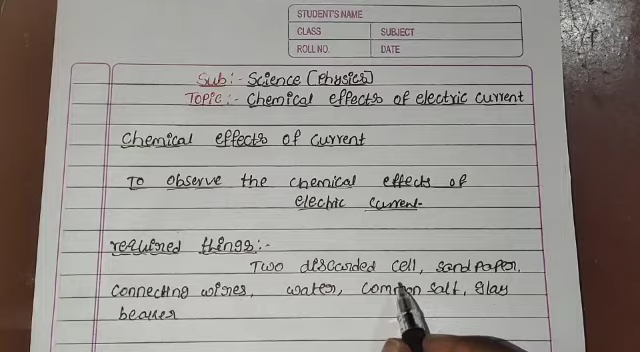 STUDENT'S NAME
CLASS SUBJECT
ROLL NO. DATE
Sub:- Science (Physics)
Topic:- Chemical effects of electric current
Chemical effects of current
To observe the chemical effects of
electric current.
required things:-
Two discarded cell, sand paper,
connecting wires, water, common salt, glay
beaker